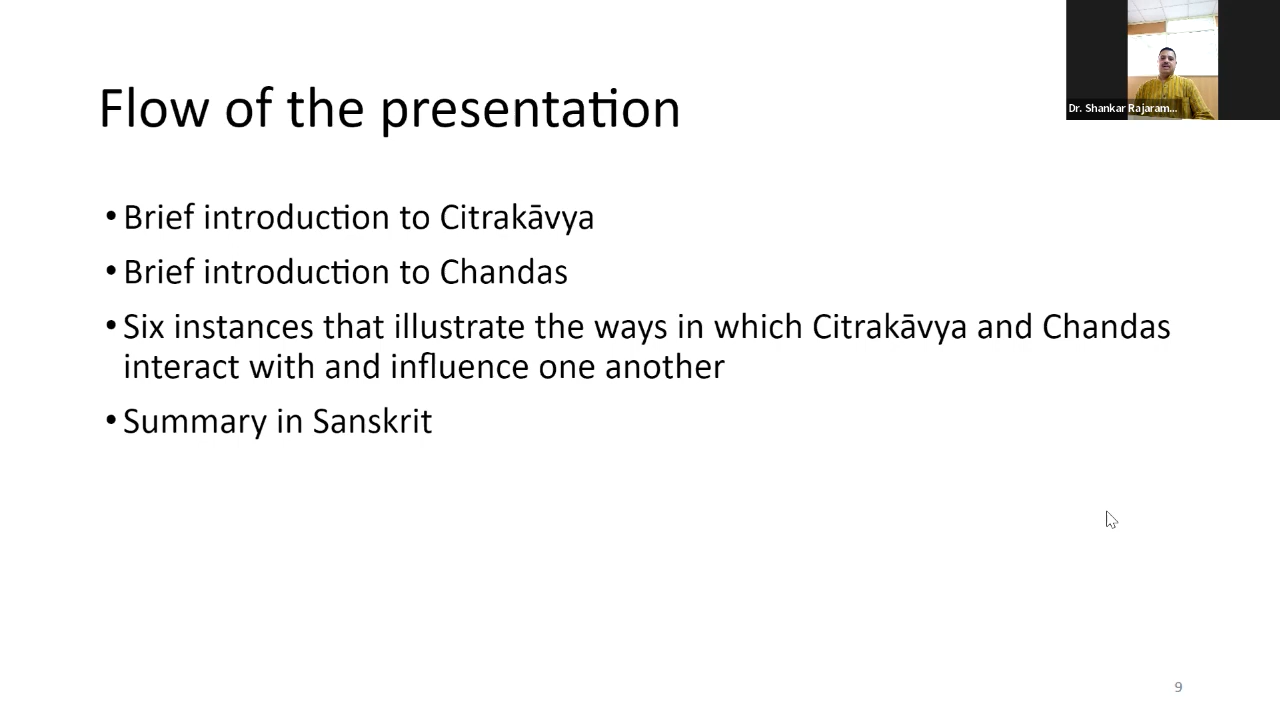 Dr. Shankar Rajaram...
Flow of the presentation
• Brief introduction to Citrakāvya
• Brief introduction to Chandas
• Six instances that illustrate the ways in which Citrakāvya and Chandas
interact with and influence one another
• Summary in Sanskrit
9